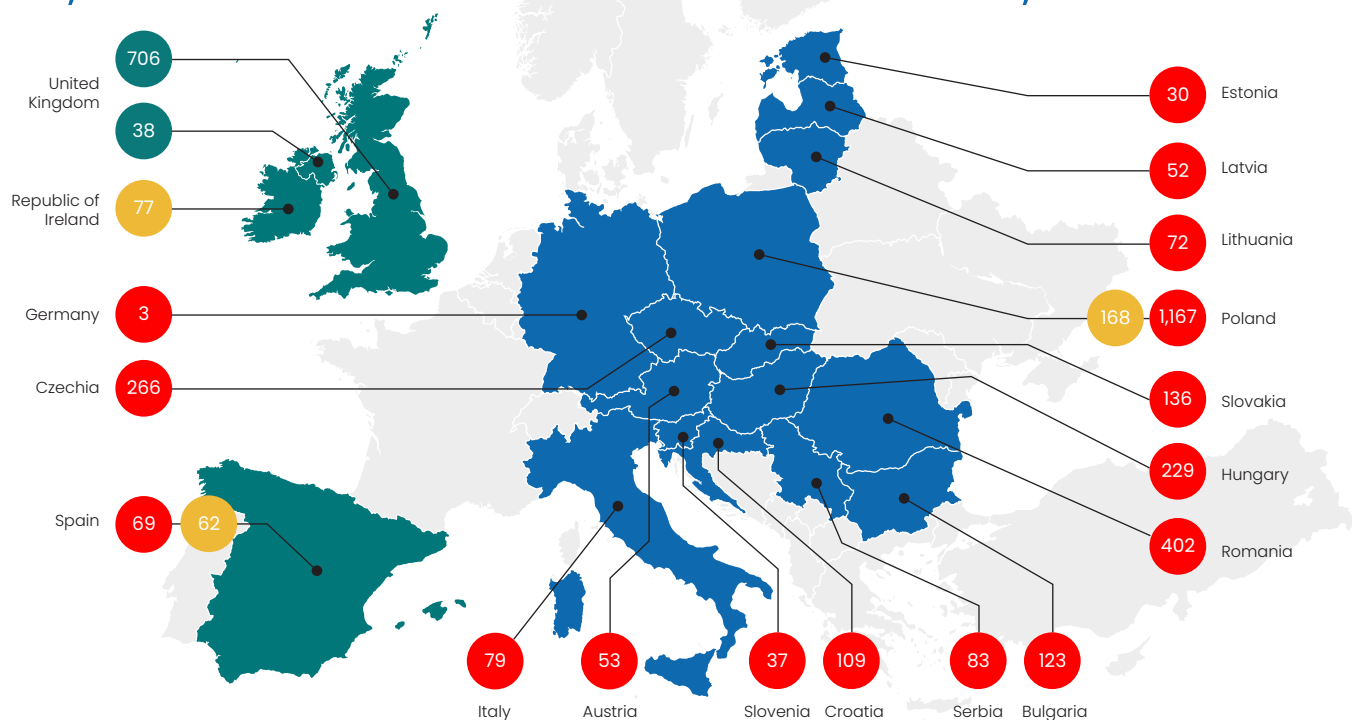 706
United
Kingdom
38
Republic of
Ireland
77
Germany
3
Czechia
266
Spain
69
62
30
Estonia
52
Latvia
72
Lithuania
168
1,167
Poland
136
Slovakia
229
Hungary
402
Romania
79
Italy
53
Austria
37
Slovenia
109
Croatia
83
Serbia
123
Bulgaria